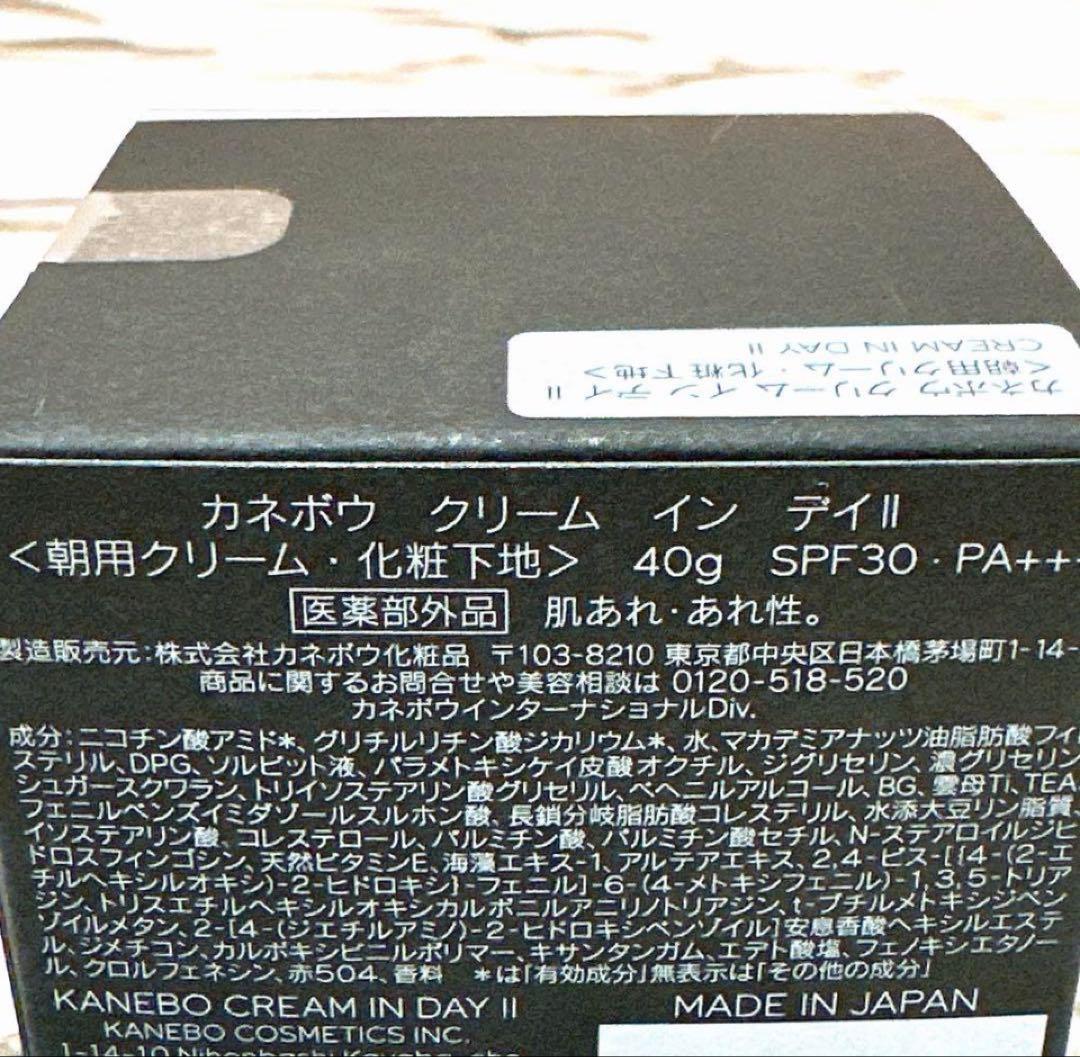 カネボウ クリーム イン デイ II
<朝用クリーム・化粧下地>
CREAM IN DAY II
カネボウ クリーム イン デイII
<朝用クリーム・化粧下地> 40g SPF30・PA+++
医薬部外品 肌あれ・あれ性。
製造販売元:株式会社カネボウ化粧品 〒103-8210 東京都中央区日本橋茅場町1-14-
商品に関するお問合せや美容相談は 0120-518-520
カネボウインターナショナルDiv.
成分:ニコチン酸アミド*、グリチルリチン酸ジカリウム*、水、マカデミアナッツ油脂肪酸フィ
ステリル、DPG、ソルビット液、パラメトキシケイ皮酸オクチル、ジグリセリン、濃グリセリン
シュガースクワラン、トリイソステアリン酸グリセリル、ベヘニルアルコール、BG、雲母Ti、TEA
フェニルベンズイミダゾールスルホン酸、長鎖分岐脂肪酸コレステリル、水添大豆リン脂質、
イソステアリン酸、コレステロール、パルミチン酸、パルミチン酸セチル、N-ステアロイルジヒ
ドロスフィンゴシン、天然ビタミンE、海藻エキス-1、アルテアエキス、2,4-ビス-[{4-(2-エ
チルヘキシルオキシ)-2-ヒドロキシ}-フェニル]-6-(4-メトキシフェニル)-1,3,5-トリア
ジン、トリスエチルヘキシルオキシカルボニルアニリノトリアジン、t-ブチルメトキシジベン
ゾイルメタン、2-[4-(ジエチルアミノ)-2-ヒドロキシベンゾイル]安息香酸ヘキシルエステ
ル、ジメチコン、カルボキシビニルポリマー、キサンタンガム、エデト酸塩、フェノキシエタノー
ル、クロルフェネシン、赤504、香料 *は「有効成分」無表示は「その他の成分」
KANEBO CREAM IN DAY II MADE IN JAPAN
KANEBO COSMETICS INC.